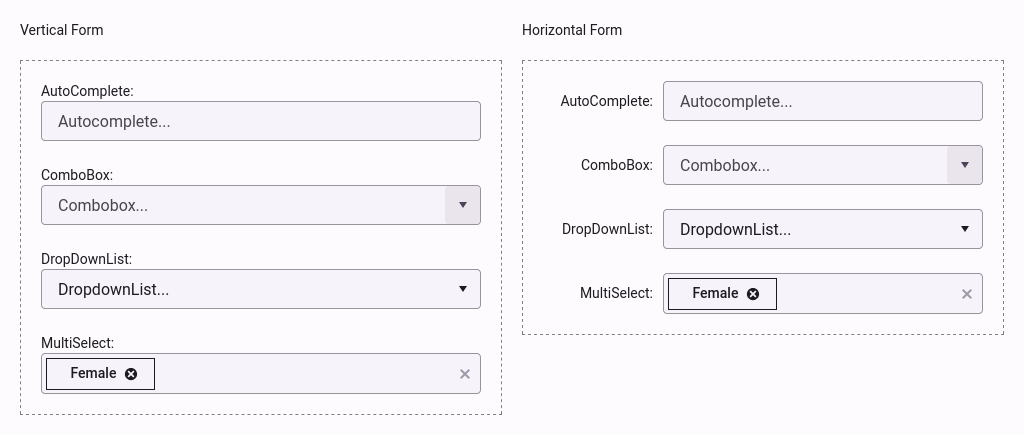 Vertical Form
AutoComplete:
Autocomplete...
ComboBox:
Combobox...
DropDownList:
DropdownList...
MultiSelect:
Female
Horizontal Form
AutoComplete:
Autocomplete...
ComboBox:
Combobox...
DropDownList:
DropdownList...
MultiSelect:
Female